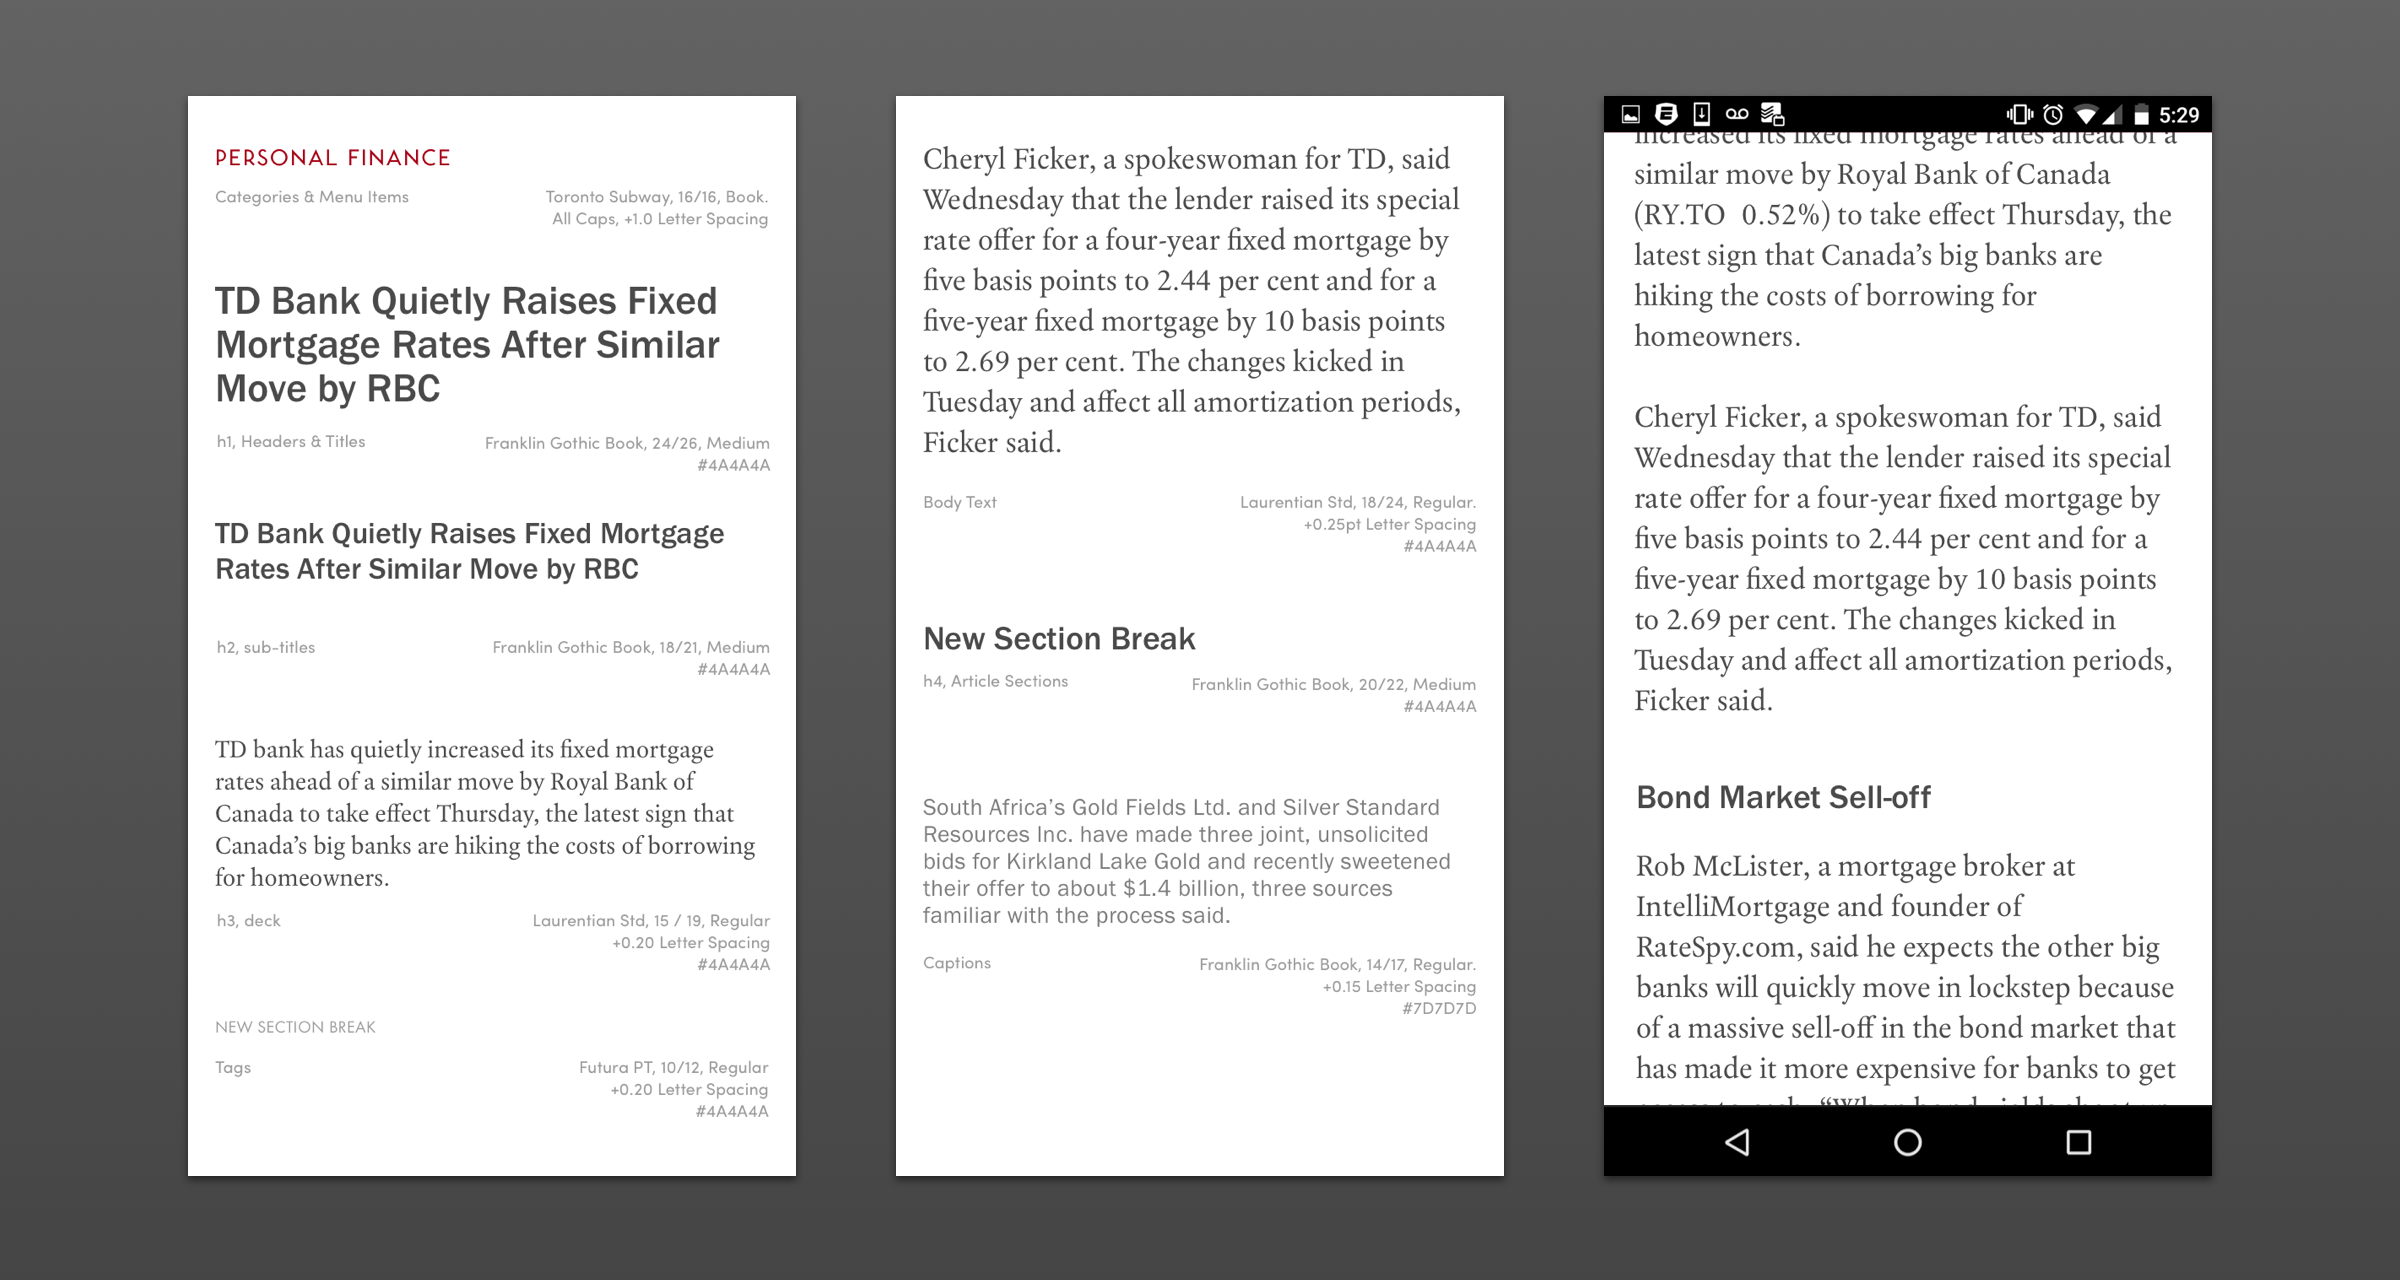 PERSONAL FINANCE
Categories & Menu Items
Toronto Subway, 16/16, Book.
All Caps, +1.0 Letter Spacing
TD Bank Quietly Raises Fixed
Mortgage Rates After Similar
Move by RBC
h1, Headers & Titles
Franklin Gothic Book, 24/26, Medium
#4A4A4A
TD Bank Quietly Raises Fixed Mortgage
Rates After Similar Move by RBC
h2, sub-titles
Franklin Gothic Book, 18/21, Medium
#4A4A4A
TD bank has quietly increased its fixed mortgage
rates ahead of a similar move by Royal Bank of
Canada to take effect Thursday, the latest sign that
Canada’s big banks are hiking the costs of borrowing
for homeowners.
h3, deck
Laurentian Std, 15 / 19, Regular
+0.20 Letter Spacing
#4A4A4A
NEW SECTION BREAK
Tags
Futura PT, 10/12, Regular
+0.20 Letter Spacing
#4A4A4A
Cheryl Ficker, a spokeswoman for TD, said
Wednesday that the lender raised its special
rate offer for a four-year fixed mortgage by
five basis points to 2.44 per cent and for a
five-year fixed mortgage by 10 basis points
to 2.69 per cent. The changes kicked in
Tuesday and affect all amortization periods,
Ficker said.
Body Text
Laurentian Std, 18/24, Regular.
+0.25pt Letter Spacing
#4A4A4A
New Section Break
h4, Article Sections
Franklin Gothic Book, 20/22, Medium
#4A4A4A
South Africa’s Gold Fields Ltd. and Silver Standard
Resources Inc. have made three joint, unsolicited
bids for Kirkland Lake Gold and recently sweetened
their offer to about $1.4 billion, three sources
familiar with the process said.
Captions
Franklin Gothic Book, 14/17, Regular.
+0.15 Letter Spacing
#7D7D7D
5:29
increased its fixed mortgage rates ahead of a
similar move by Royal Bank of Canada
(RY.TO  0.52%) to take effect Thursday, the
latest sign that Canada’s big banks are
hiking the costs of borrowing for
homeowners.
Cheryl Ficker, a spokeswoman for TD, said
Wednesday that the lender raised its special
rate offer for a four-year fixed mortgage by
five basis points to 2.44 per cent and for a
five-year fixed mortgage by 10 basis points
to 2.69 per cent. The changes kicked in
Tuesday and affect all amortization periods,
Ficker said.
Bond Market Sell-off
Rob McLister, a mortgage broker at
IntelliMortgage and founder of
RateSpy.com, said he expects the other big
banks will quickly move in lockstep because
of a massive sell-off in the bond market that
has made it more expensive for banks to get
“When bond yields